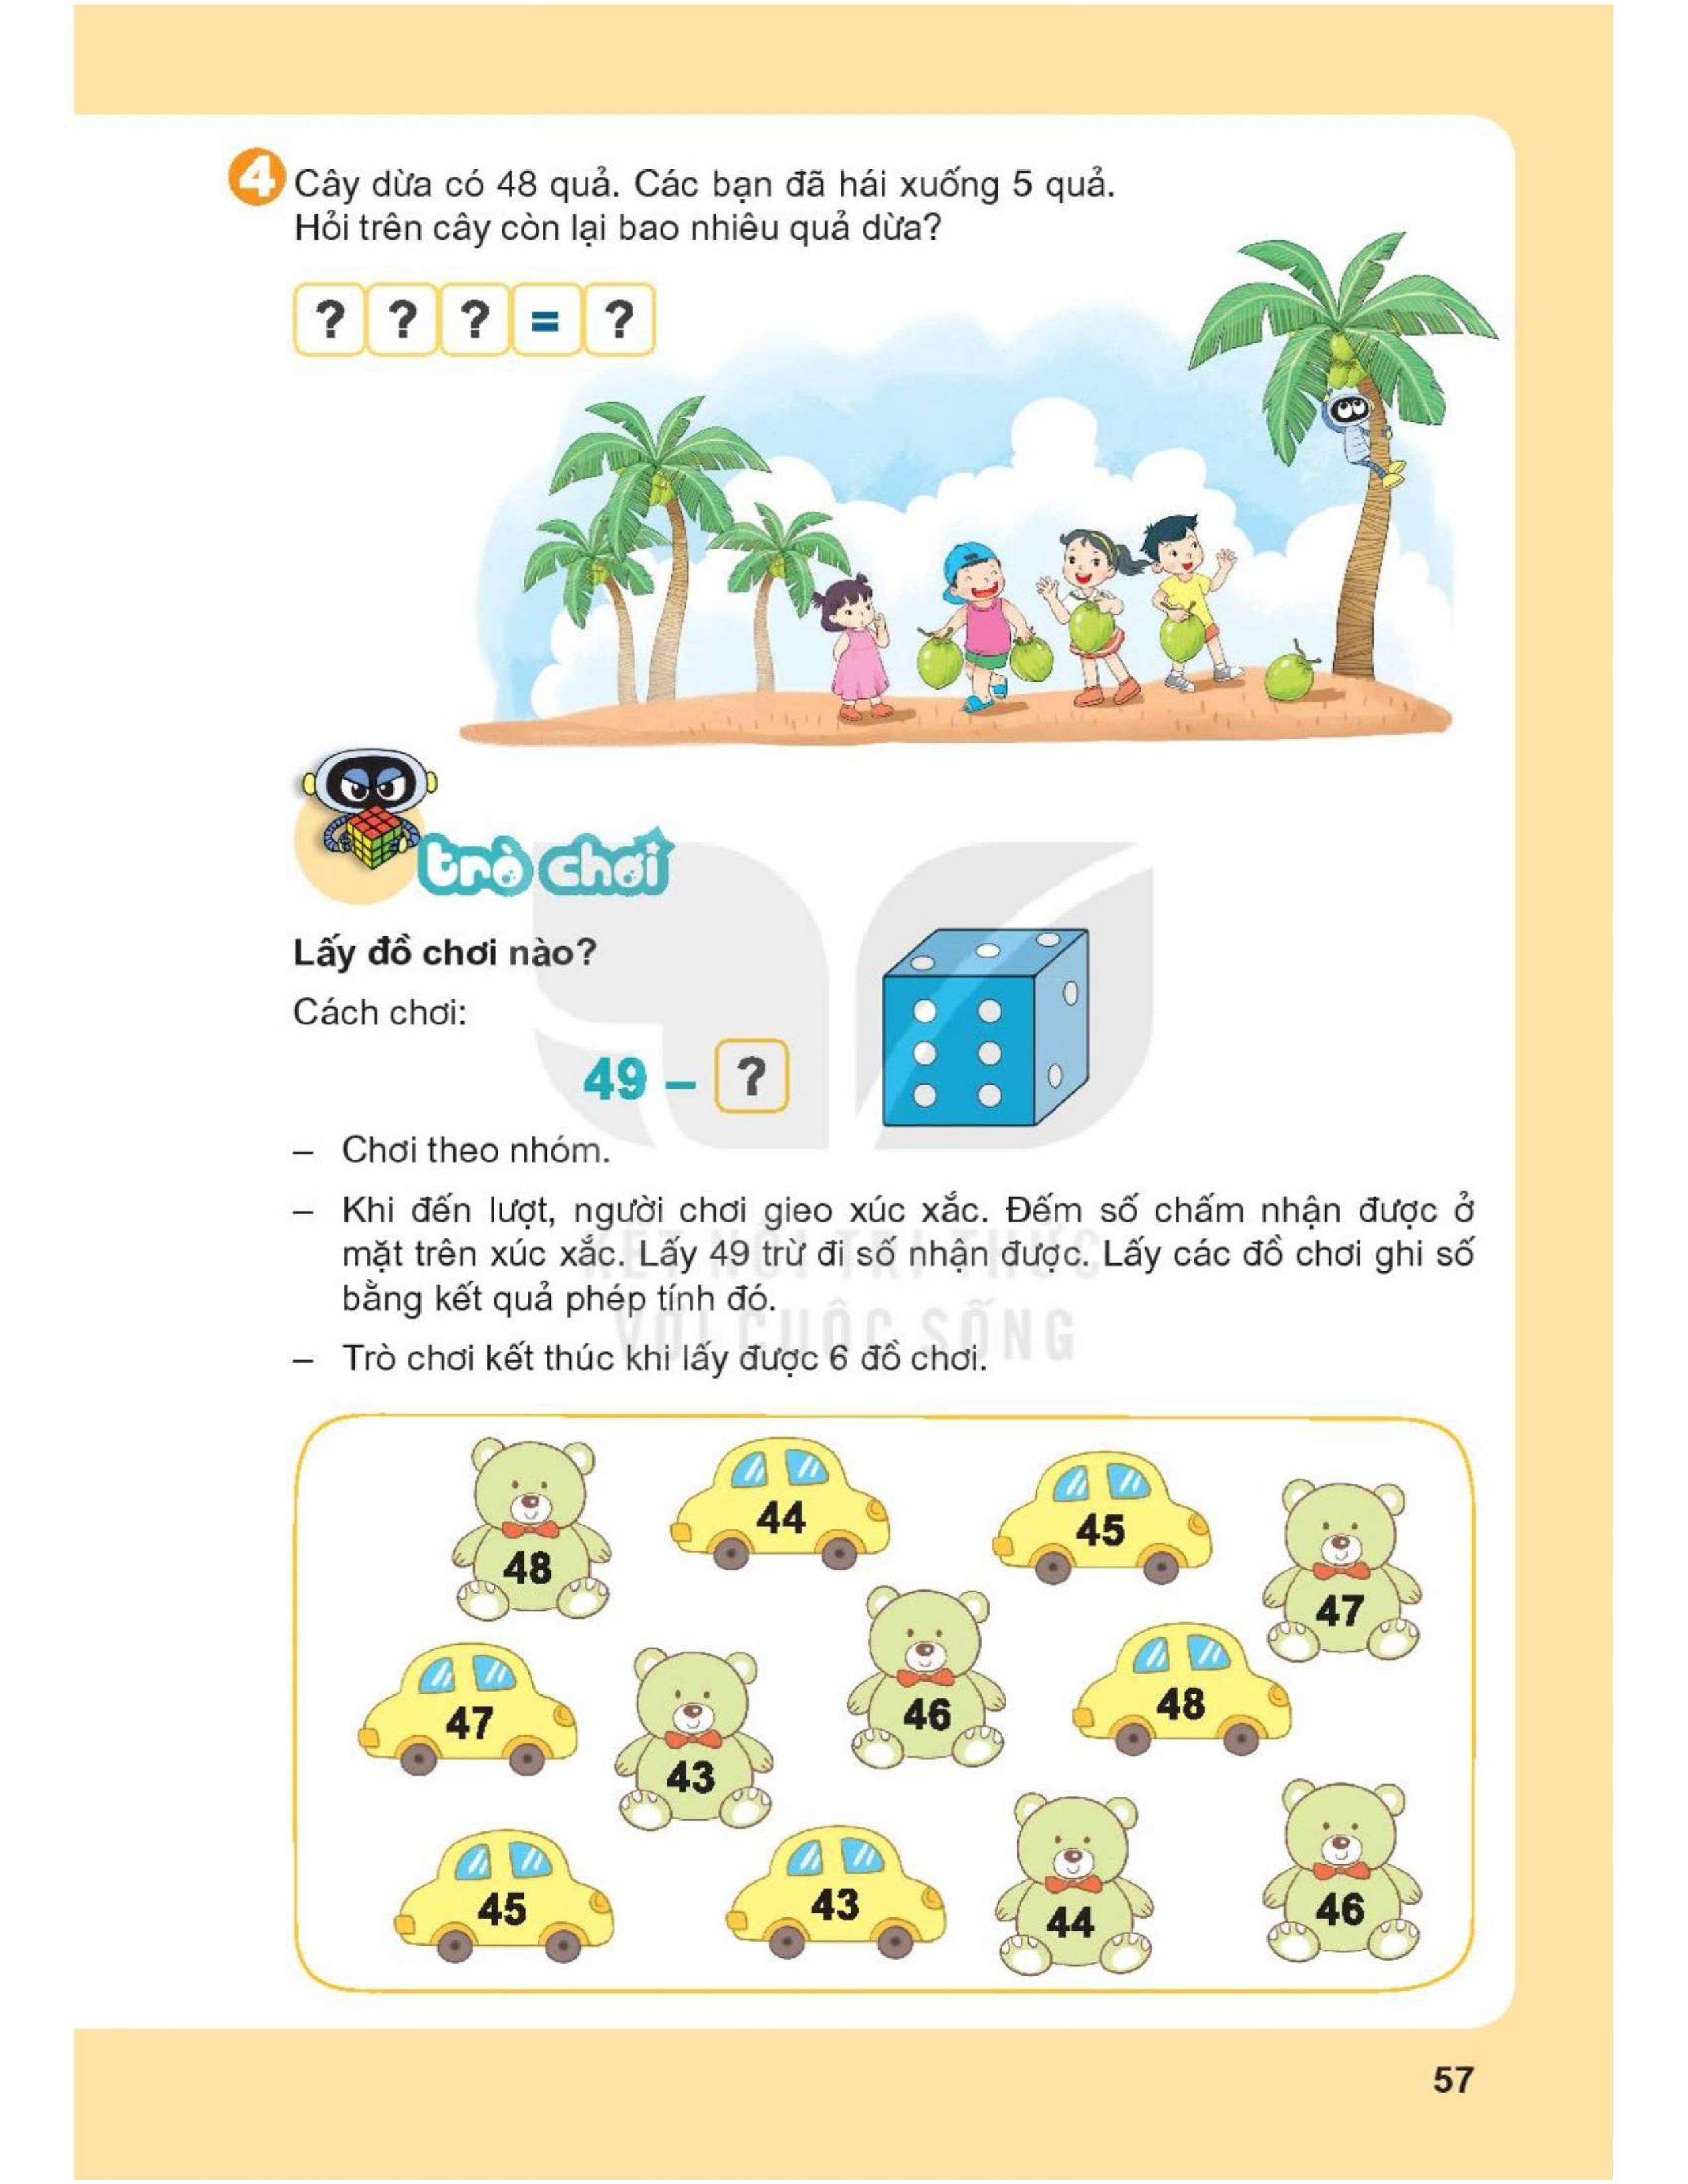 4 Cây dừa có 48 quả. Các bạn đã hái xuống 5 quả.
Hỏi trên cây còn lại bao nhiêu quả dừa?
? ? ? = ?
trò chơi
Lấy đồ chơi nào?
Cách chơi:
49 – ?
– Chơi theo nhóm.
– Khi đến lượt, người chơi gieo xúc xắc. Đếm số chấm nhận được ở
mặt trên xúc xắc. Lấy 49 trừ đi số nhận được. Lấy các đồ chơi ghi số
bằng kết quả phép tính đó.
– Trò chơi kết thúc khi lấy được 6 đồ chơi.
KẾT NỐI TRI THỨC
VỚI CUỘC SỐNG
48
44
45
47
47
43
46
48
45
43
44
46
57